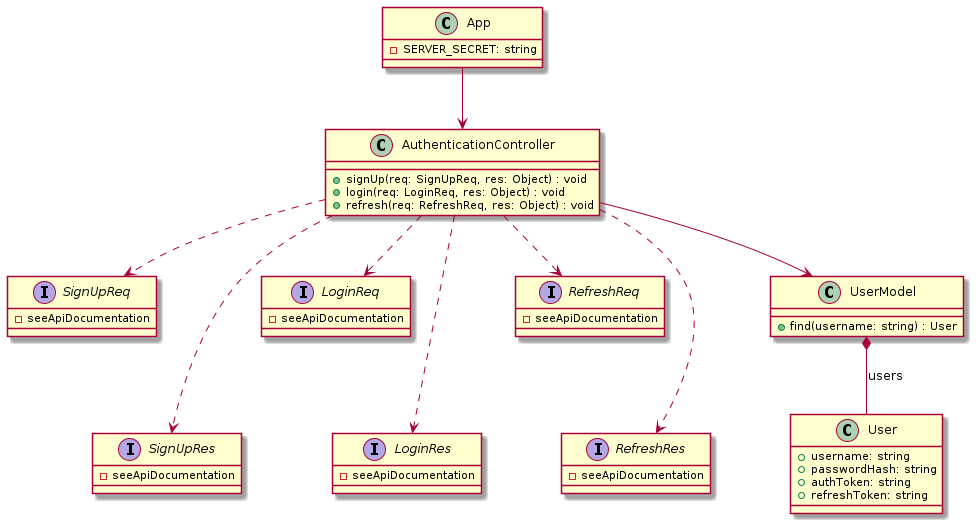 C App
SERVER_SECRET: string
C AuthenticationController
signUp(req: SignUpReq, res: Object) : void
login(req: LoginReq, res: Object) : void
refresh(req: RefreshReq, res: Object) : void
I SignUpReq
seeApiDocumentation
I LoginReq
seeApiDocumentation
I RefreshReq
seeApiDocumentation
C UserModel
find(username: string) : User
users
I SignUpRes
seeApiDocumentation
I LoginRes
seeApiDocumentation
I RefreshRes
seeApiDocumentation
C User
username: string
passwordHash: string
authToken: string
refreshToken: string